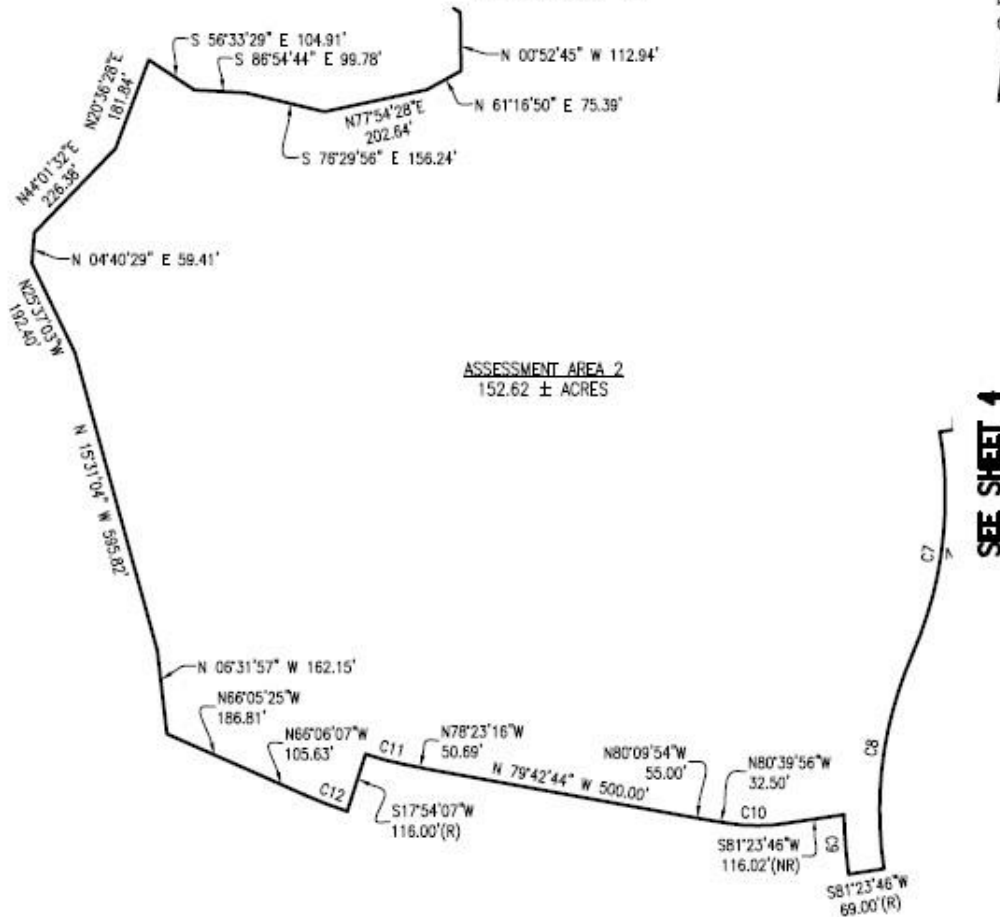 S 56°33'29" E 104.91'
S 86°54'44" E 99.78'
N 00°52'45" W 112.94'
N20°36'28"E
181.84'
N 61°16'50" E 75.39'
N77°54'28"E
202.64'
S 76°29'56" E 156.24'
N44°01'32"E
226.38'
N 04°40'29" E 59.41'
N25°37'03"W
192.40'
ASSESSMENT AREA 2
152.62 ± ACRES
SEE SHEET 4
N 15°31'04" W 595.82'
C7
N 06°31'57" W 162.15'
N66°05'25"W
186.81'
N66°06'07"W
105.63'
C11
N78°23'16"W
50.69'
N 79°42'44" W 500.00'
N80°09'54"W
55.00'
N80°39'56"W
32.50'
C8
C12
S17°54'07"W
116.00'(R)
C10
S81°23'46"W
116.02'(NR)
C9
S81°23'46"W
69.00'(R)